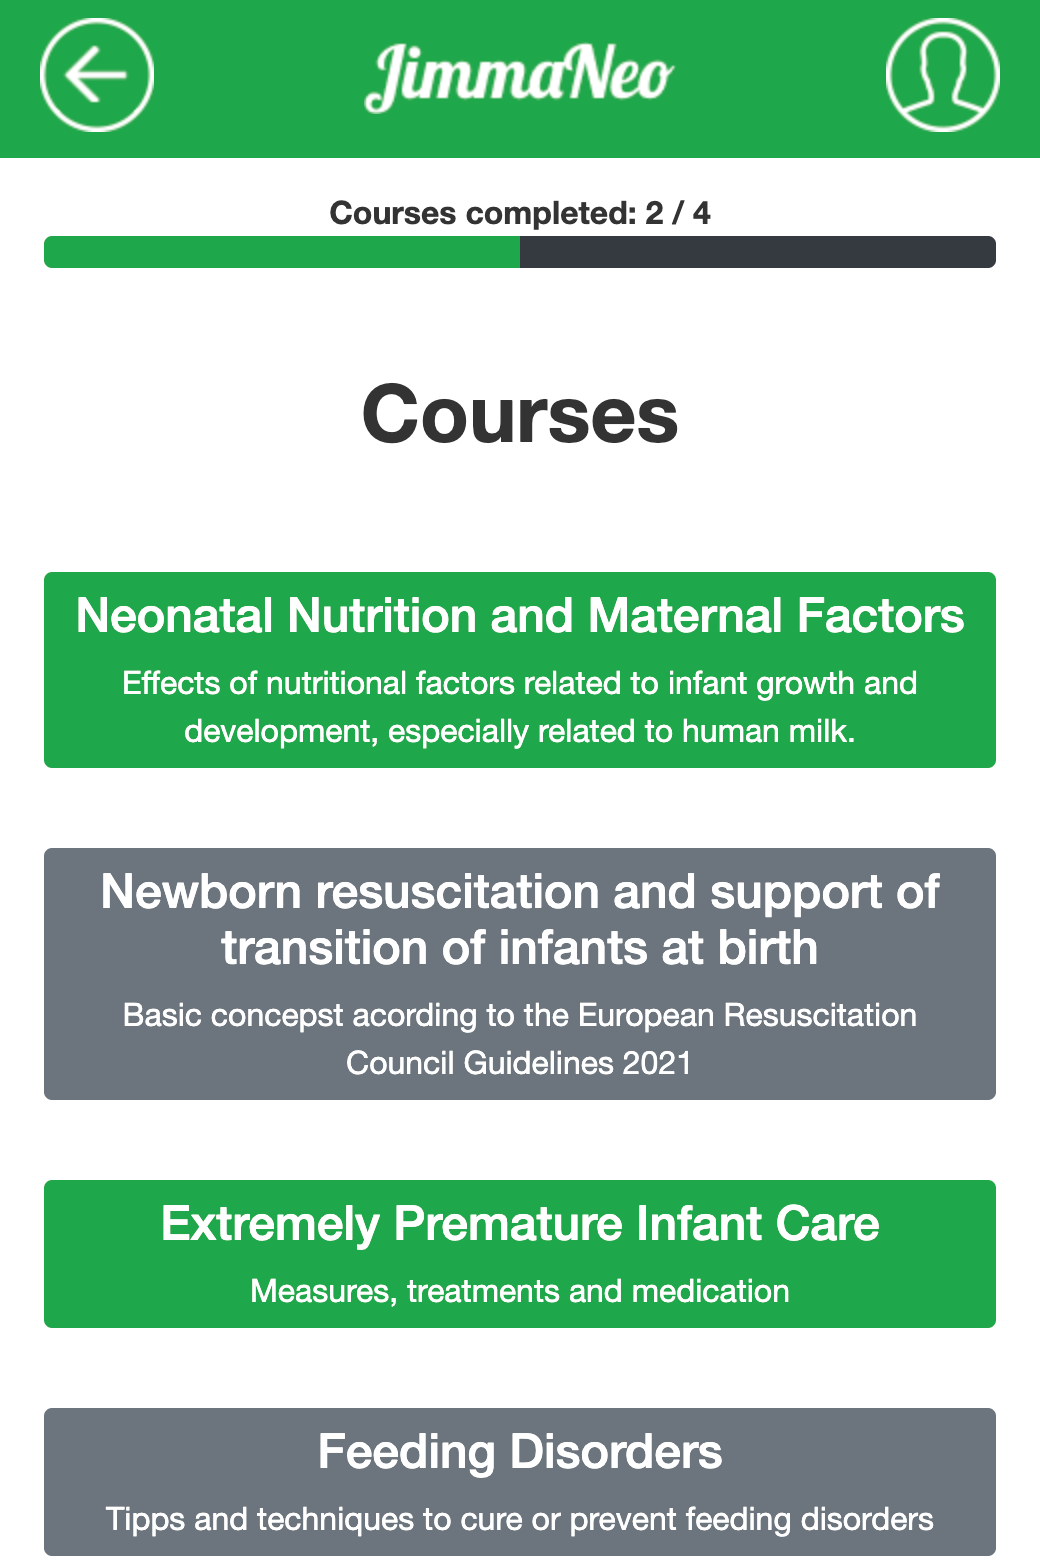 JimmaNeo
Courses completed: 2 / 4
Courses
Neonatal Nutrition and Maternal Factors
Effects of nutritional factors related to infant growth and
development, especially related to human milk.
Newborn resuscitation and support of
transition of infants at birth
Basic concepst acording to the European Resuscitation
Council Guidelines 2021
Extremely Premature Infant Care
Measures, treatments and medication
Feeding Disorders
Tipps and techniques to cure or prevent feeding disorders